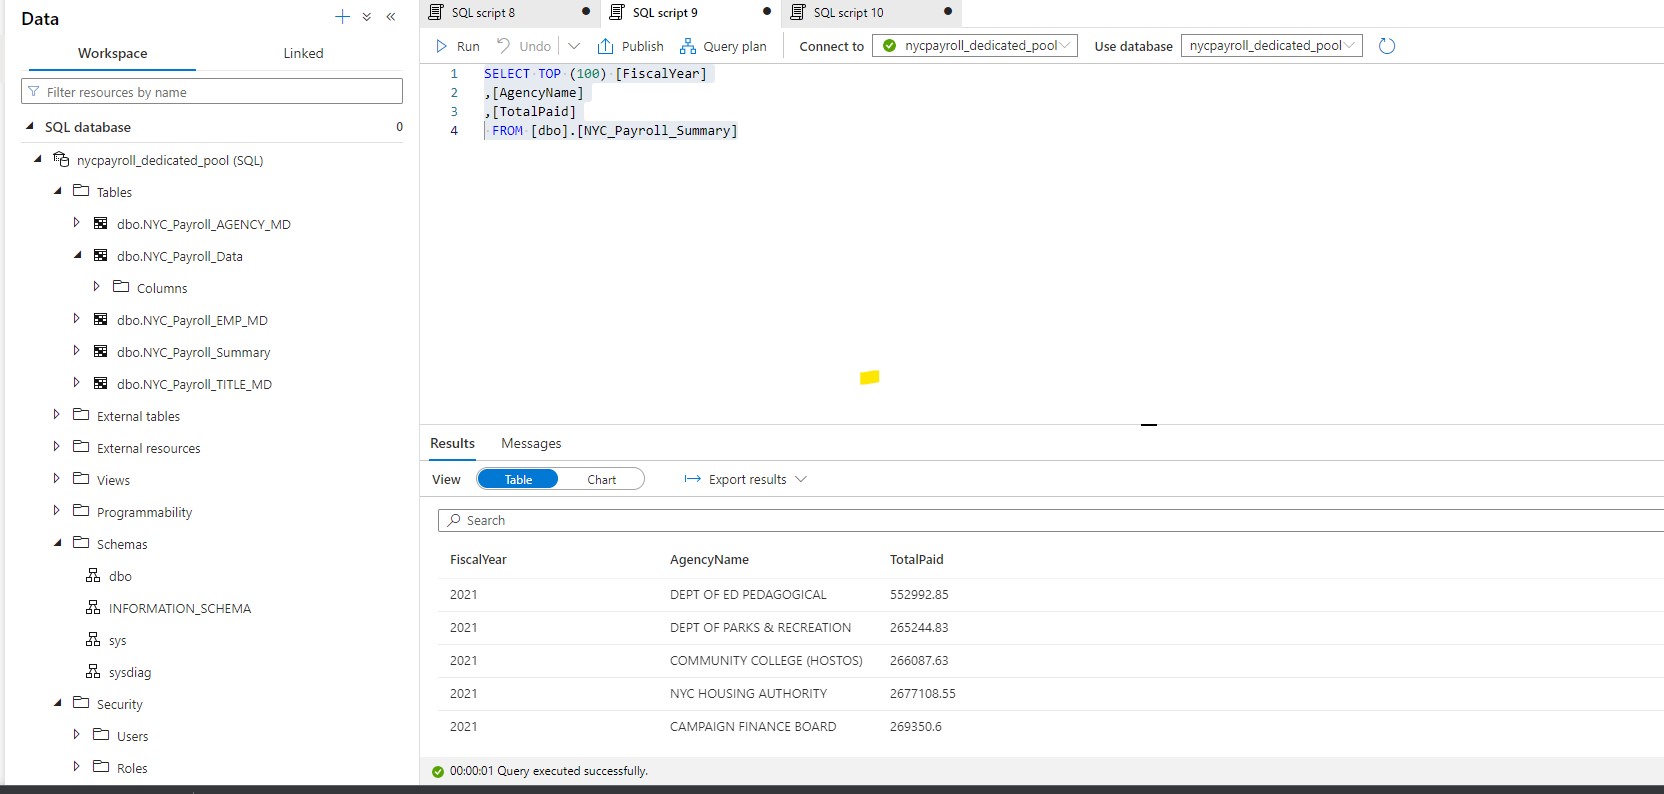 Data
Workspace Linked
Filter resources by name
SQL database 0
nycpayroll_dedicated_pool (SQL)
Tables
dbo.NYC_Payroll_AGENCY_MD
dbo.NYC_Payroll_Data
Columns
dbo.NYC_Payroll_EMP_MD
dbo.NYC_Payroll_Summary
dbo.NYC_Payroll_TITLE_MD
External tables
External resources
Views
Programmability
Schemas
dbo
INFORMATION_SCHEMA
sys
sysdiag
Security
Users
Roles
SQL script 8 SQL script 9 SQL script 10
Run Undo Publish Query plan Connect to nycpayroll_dedicated_pool Use database nycpayroll_dedicated_pool
1 SELECT TOP (100) [FiscalYear]
2 ,[AgencyName]
3 ,[TotalPaid]
4 FROM [dbo].[NYC_Payroll_Summary]
Results Messages
View Table Chart Export results
Search
FiscalYear AgencyName TotalPaid
2021 DEPT OF ED PEDAGOGICAL 552992.85
2021 DEPT OF PARKS & RECREATION 265244.83
2021 COMMUNITY COLLEGE (HOSTOS) 266087.63
2021 NYC HOUSING AUTHORITY 2677108.55
2021 CAMPAIGN FINANCE BOARD 269350.6
00:00:01 Query executed successfully.